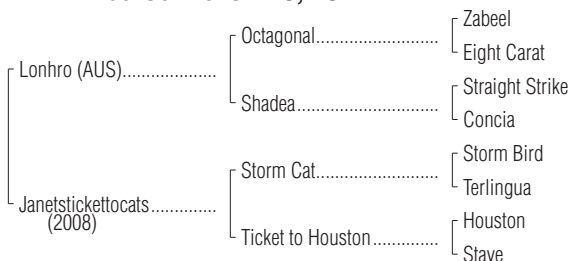 Zabeel
Octagonal
Eight Carat
Lonhro (AUS)
Straight Strike
Shadea
Concia
Storm Bird
Storm Cat
Terlingua
Janetstickettocats
(2008)
Houston
Ticket to Houston
Stave